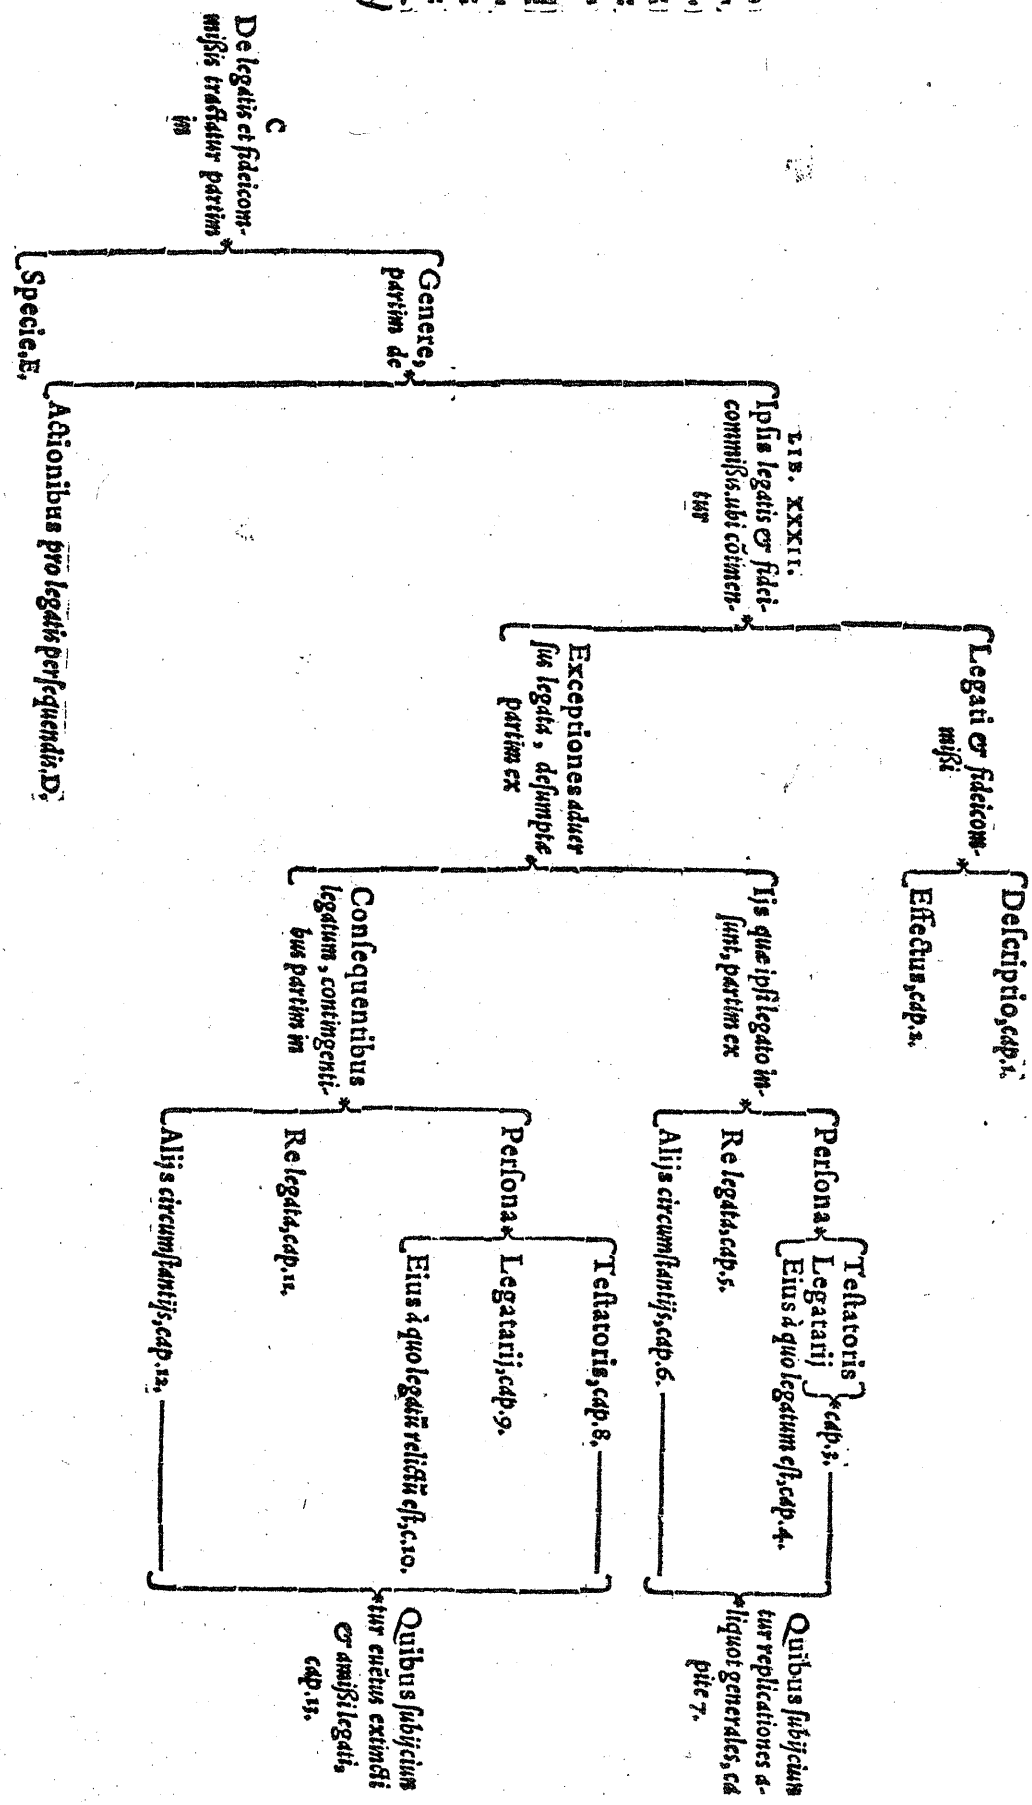 C
De legatis et fideicom-
mißis tractatur partim
in
Genere,
partim de
LIB. XXXII.
Ipſis legatis & fidei-
commißis. ubi cōtinen-
tur
Legati & fideicom-
mißi
Deſcriptio, cap.1.
Effectus, cap.2.
Exceptiones aduer
ſus legata, deſumptæ
partim ex
Ijs quæ ipſi legato in-
ſunt, partim ex
Perſona
Teſtatoris
Legatarij
cap.3.
Eius à quo legatum eſt, cap.4.
Re legata, cap.5.
Alijs circumſtantijs, cap.6.
Quibus ſubijciun
tur replicationes a-
liquot generales, ca
pite 7.
Conſequentibus
legatum, contingenti-
bus partim in
Perſona
Teſtatoris, cap.8.
Legatarij, cap.9.
Eius à quo legatū relictū eſt, c.10.
Re legata, cap.11.
Alijs circumſtantijs, cap.12.
Quibus ſubijciun
tur euētus extincti
& amißi legati,
cap.13.
Actionibus pro legatis perſequendis. D.
Specie, E.